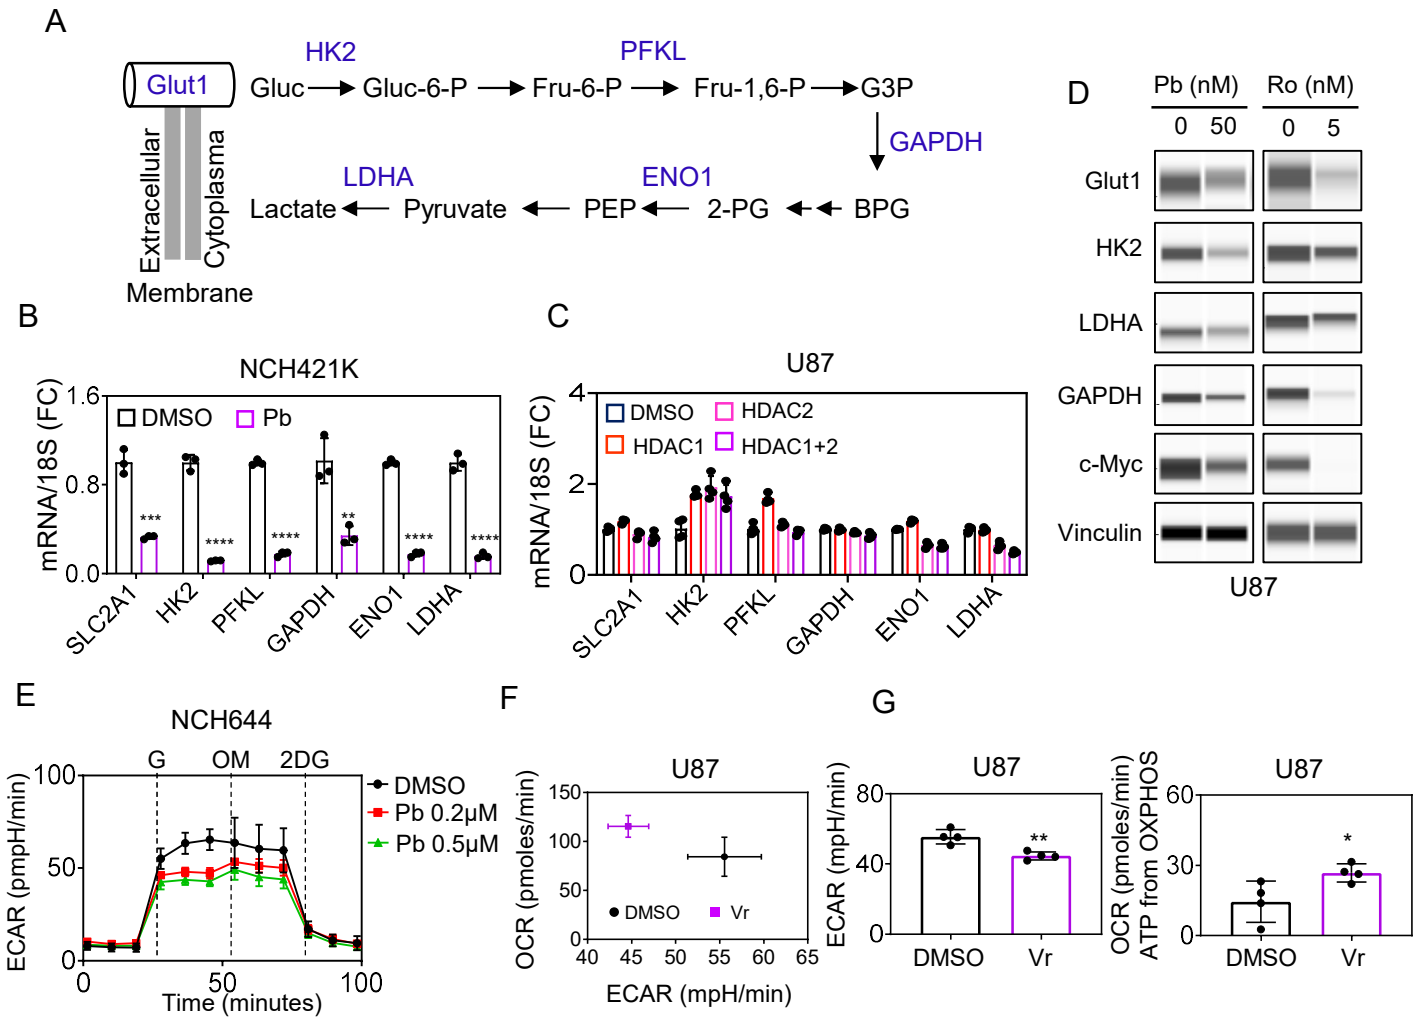 A
HK2
PFKL
Glut1
Gluc
Gluc-6-P
Fru-6-P
Fru-1,6-P
G3P
GAPDH
LDHA
ENO1
Lactate
Pyruvate
PEP
2-PG
BPG
Extracellular
Cytoplasma
Membrane
B
NCH421K
mRNA/18S (FC)
1.6
0.8
0.0
DMSO
Pb
***
****
****
**
****
****
SLC2A1
HK2
PFKL
GAPDH
ENO1
LDHA
C
U87
mRNA/18S (FC)
4
2
0
DMSO
HDAC2
HDAC1
HDAC1+2
SLC2A1
HK2
PFKL
GAPDH
ENO1
LDHA
D
Pb (nM)
Ro (nM)
0
50
0
5
Glut1
HK2
LDHA
GAPDH
c-Myc
Vinculin
U87
E
NCH644
G
OM
2DG
ECAR (pmpH/min)
100
50
0
0
50
100
Time (minutes)
DMSO
Pb 0.2µM
Pb 0.5µM
F
U87
OCR (pmoles/min)
150
100
50
0
DMSO
Vr
40
45
50
55
60
65
ECAR (mpH/min)
G
U87
ECAR (mpH/min)
80
40
0
**
DMSO
Vr
U87
OCR (pmoles/min)
ATP from OXPHOS
60
30
0
*
DMSO
Vr